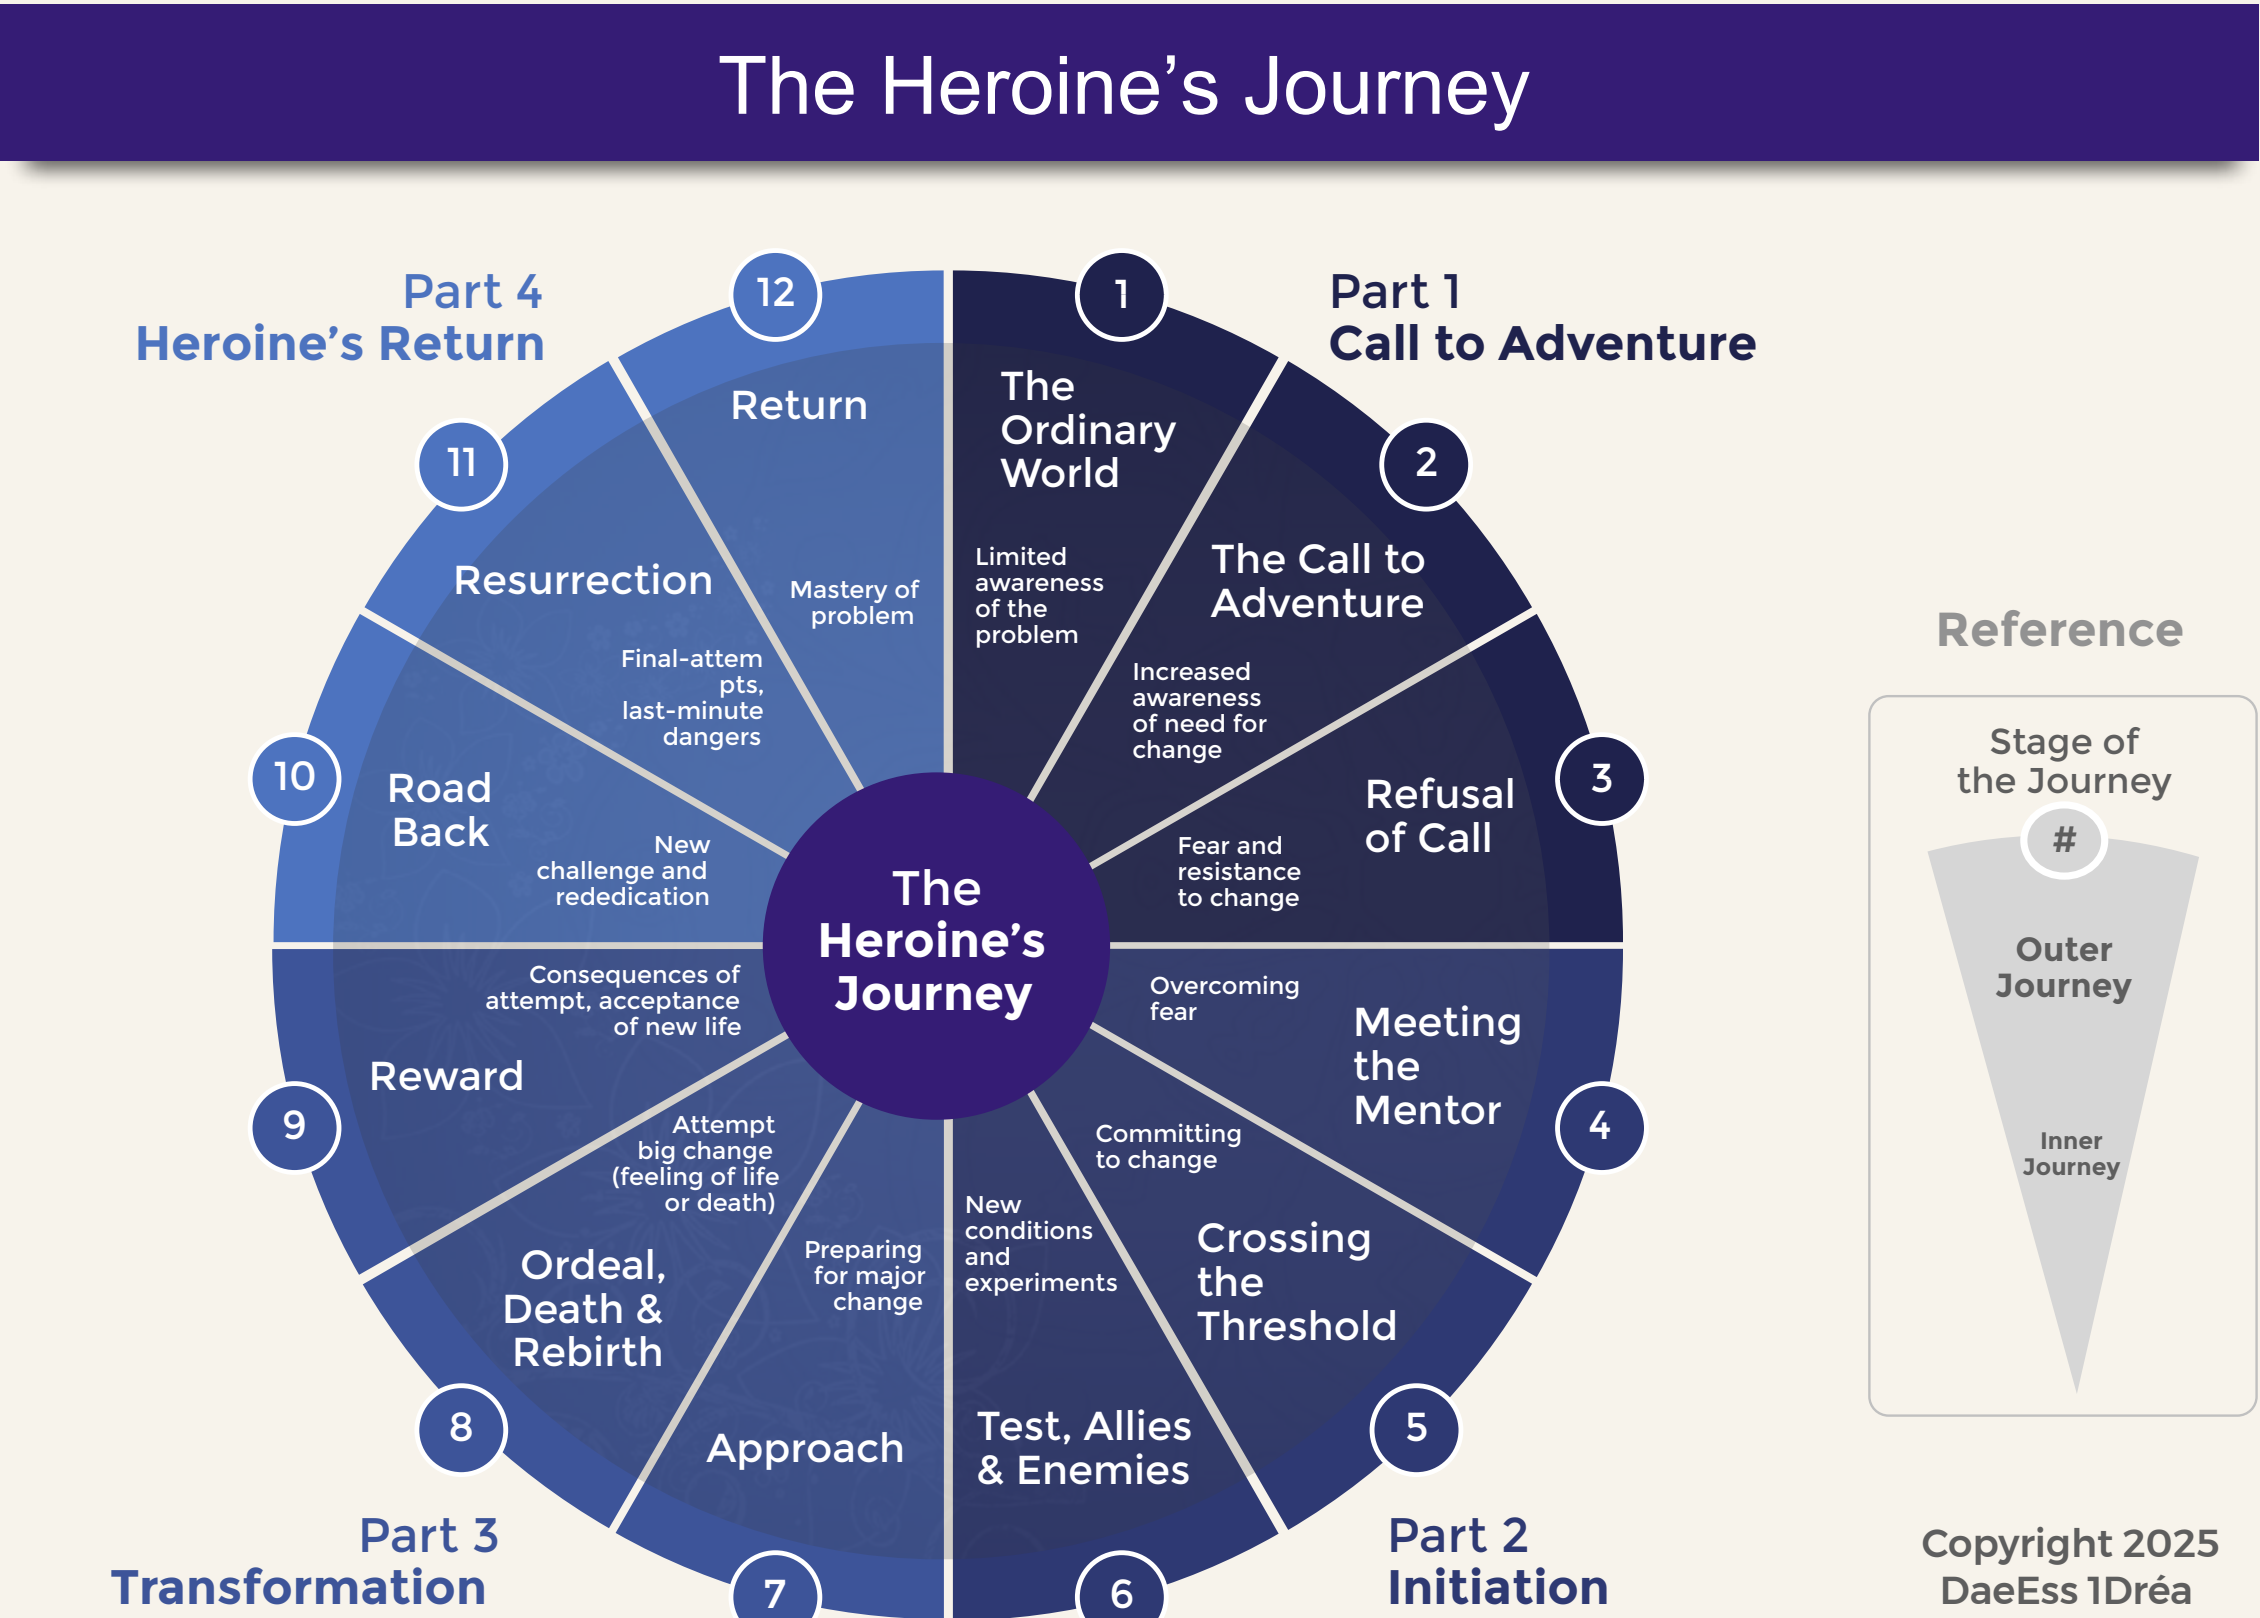 The Heroine’s Journey
Part 1
Call to Adventure
1
The
Ordinary
World
Limited
awareness
of the
problem
2
The Call to
Adventure
Increased
awareness
of need for
change
3
Refusal
of Call
Fear and
resistance
to change
Part 2
Initiation
4
Meeting
the
Mentor
Overcoming
fear
5
Crossing
the
Threshold
Committing
to change
6
Test, Allies
& Enemies
New
conditions
and
experiments
Part 3
Transformation
7
Approach
Preparing
for major
change
8
Ordeal,
Death &
Rebirth
Attempt
big change
(feeling of life
or death)
9
Reward
Consequences of
attempt, acceptance
of new life
Part 4
Heroine’s Return
10
Road
Back
New
challenge and
rededication
11
Resurrection
Final-attem
pts,
last-minute
dangers
12
Return
Mastery of
problem
The
Heroine’s
Journey
Reference
Stage of
the Journey
#
Outer
Journey
Inner
Journey
Copyright 2025
DaeEss 1Dréa